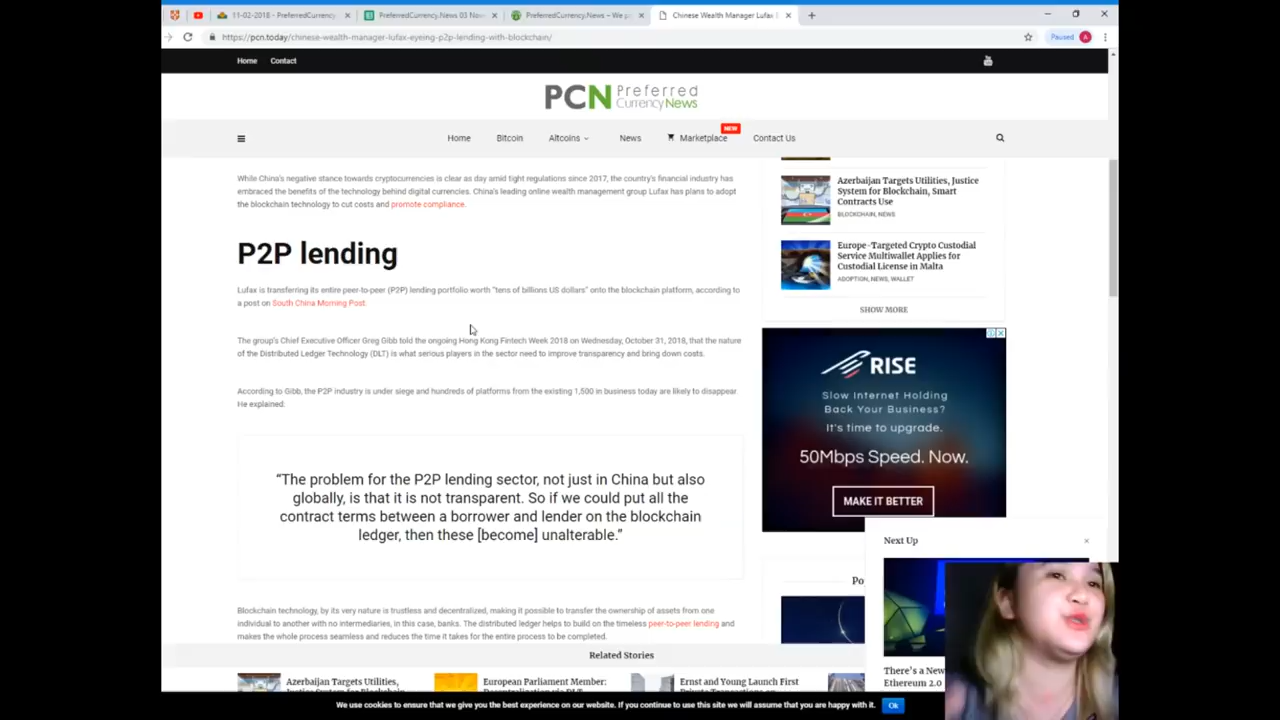 11-02-2018 - PreferredCurrency
PreferredCurrency.News 03 Nov
PreferredCurrency.News – We p
Chinese Wealth Manager Lufax
https://pcn.today/chinese-wealth-manager-lufax-eyeing-p2p-lending-with-blockchain/
Paused
A
Home
Contact
PCN Preferred
CurrencyNews
Home
Bitcoin
Altcoins
News
Marketplace
NEW
Contact Us
While China's negative stance towards cryptocurrencies is clear as day amid tight regulations since 2017, the country's financial industry has
embraced the benefits of the technology behind digital currencies. China's leading online wealth management group Lufax has plans to adopt
the blockchain technology to cut costs and promote compliance.
P2P lending
Lufax is transferring its entire peer-to-peer (P2P) lending portfolio worth "tens of billions US dollars" onto the blockchain platform, according to
a post on South China Morning Post.
The group's Chief Executive Officer Greg Gibb told the ongoing Hong Kong Fintech Week 2018 on Wednesday, October 31, 2018, that the nature
of the Distributed Ledger Technology (DLT) is what serious players in the sector need to improve transparency and bring down costs.
According to Gibb, the P2P industry is under siege and hundreds of platforms from the existing 1,500 in business today are likely to disappear
He explained:
“The problem for the P2P lending sector, not just in China but also
globally, is that it is not transparent. So if we could put all the
contract terms between a borrower and lender on the blockchain
ledger, then these [become] unalterable.”
Blockchain technology, by its very nature is trustless and decentralized, making it possible to transfer the ownership of assets from one
individual to another with no intermediaries, in this case, banks. The distributed ledger helps to build on the timeless peer-to-peer lending and
makes the whole process seamless and reduces the time it takes for the entire process to be completed.
Azerbaijan Targets Utilities, Justice
System for Blockchain, Smart
Contracts Use
BLOCKCHAIN, NEWS
Europe-Targeted Crypto Custodial
Service Multiwallet Applies for
Custodial License in Malta
ADOPTION, NEWS, WALLET
SHOW MORE
RISE
Slow Internet Holding
Back Your Business?
It's time to upgrade.
50Mbps Speed. Now.
MAKE IT BETTER
Next Up
Po
There's a New
Ethereum 2.0
Related Stories
Azerbaijan Targets Utilities,
Justice System for Blockchain
European Parliament Member:
Decentralization via DLT
Ernst and Young Launch First
Private Transactions on
We use cookies to ensure that we give you the best experience on our website. If you continue to use this site we will assume that you are happy with it.
Ok